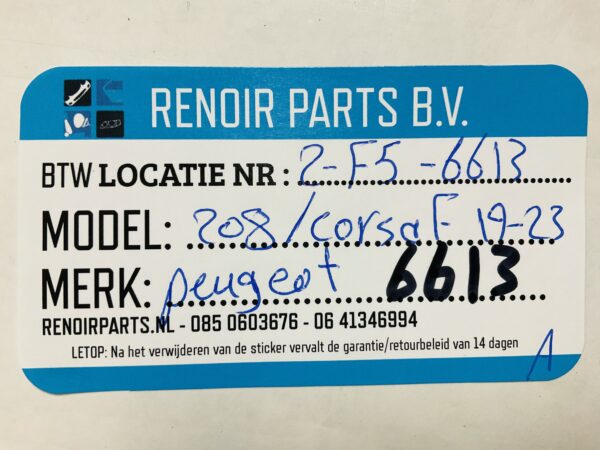 RENOIR PARTS B.V.
BTW LOCATIE NR: 2-F5-6613
MODEL: 208/corsa F 19-23
MERK: peugeot 6613
RENOIRPARTS.NL - 085 0603676 - 06 41346994
LETOP: Na het verwijderen van de sticker vervalt de garantie/retourbeleid van 14 dagen
A